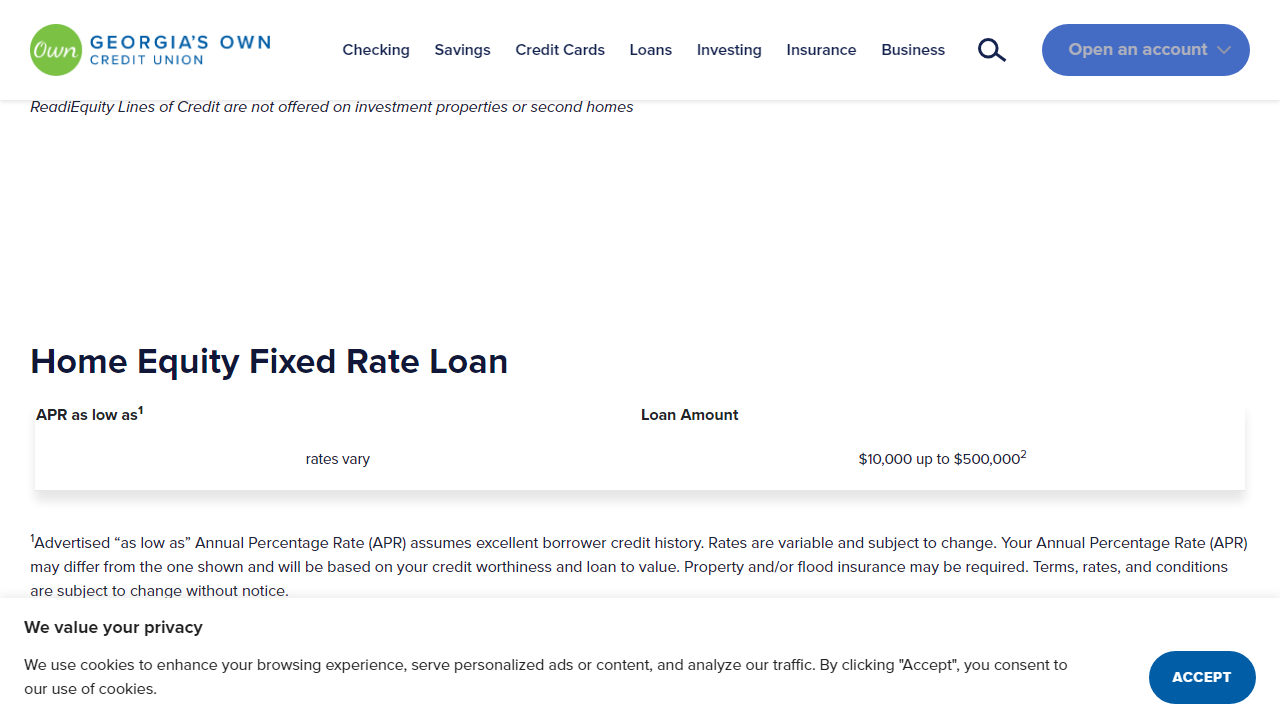 Own GEORGIA'S OWN
CREDIT UNION
Checking Savings Credit Cards Loans Investing Insurance Business Open an account
ReadiEquity Lines of Credit are not offered on investment properties or second homes
Home Equity Fixed Rate Loan
APR as low as¹ Loan Amount
rates vary $10,000 up to $500,000²
¹Advertised “as low as” Annual Percentage Rate (APR) assumes excellent borrower credit history. Rates are variable and subject to change. Your Annual Percentage Rate (APR)
may differ from the one shown and will be based on your credit worthiness and loan to value. Property and/or flood insurance may be required. Terms, rates, and conditions
are subject to change without notice.
We value your privacy
We use cookies to enhance your browsing experience, serve personalized ads or content, and analyze our traffic. By clicking "Accept", you consent to
our use of cookies.
ACCEPT